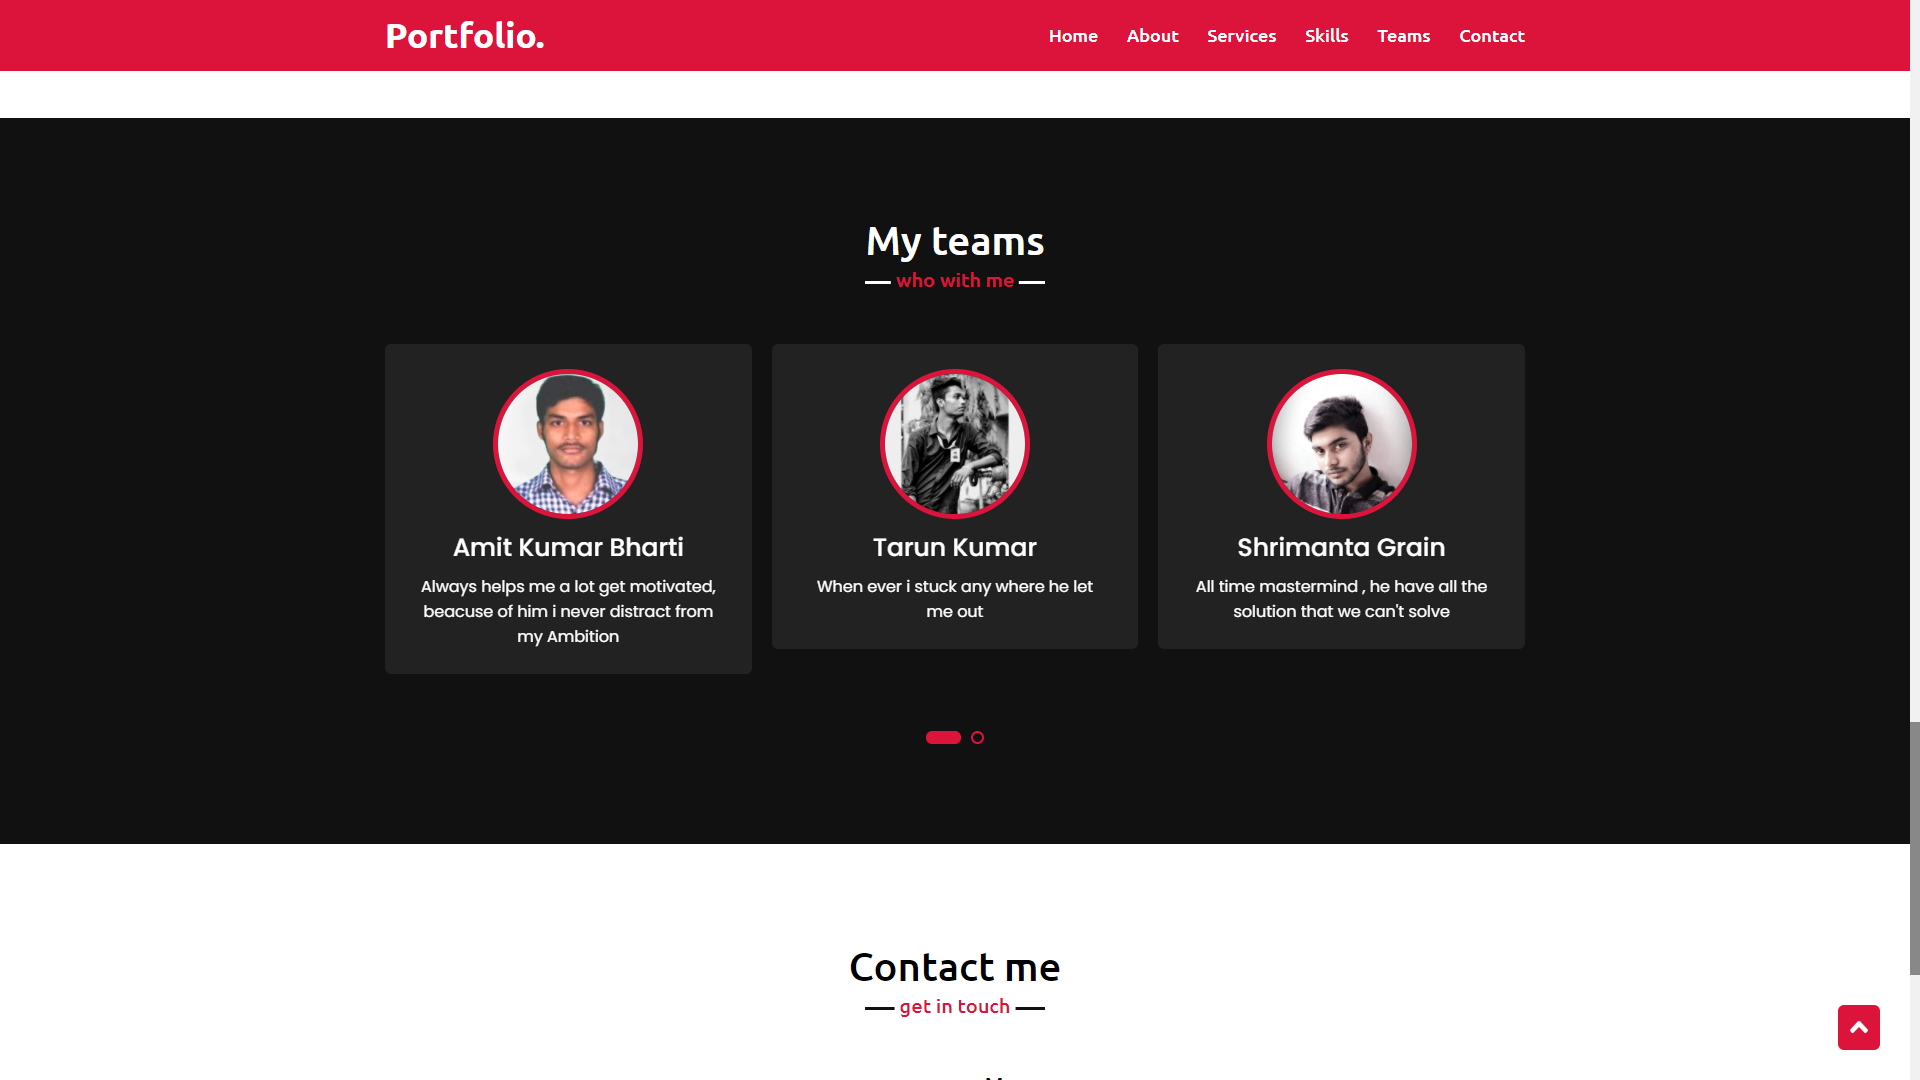 Portfolio.
Home About Services Skills Teams Contact
My teams
who with me
Amit Kumar Bharti
Always helps me a lot get motivated,
beacuse of him i never distract from
my Ambition
Tarun Kumar
When ever i stuck any where he let
me out
Shrimanta Grain
All time mastermind , he have all the
solution that we can't solve
Contact me
get in touch